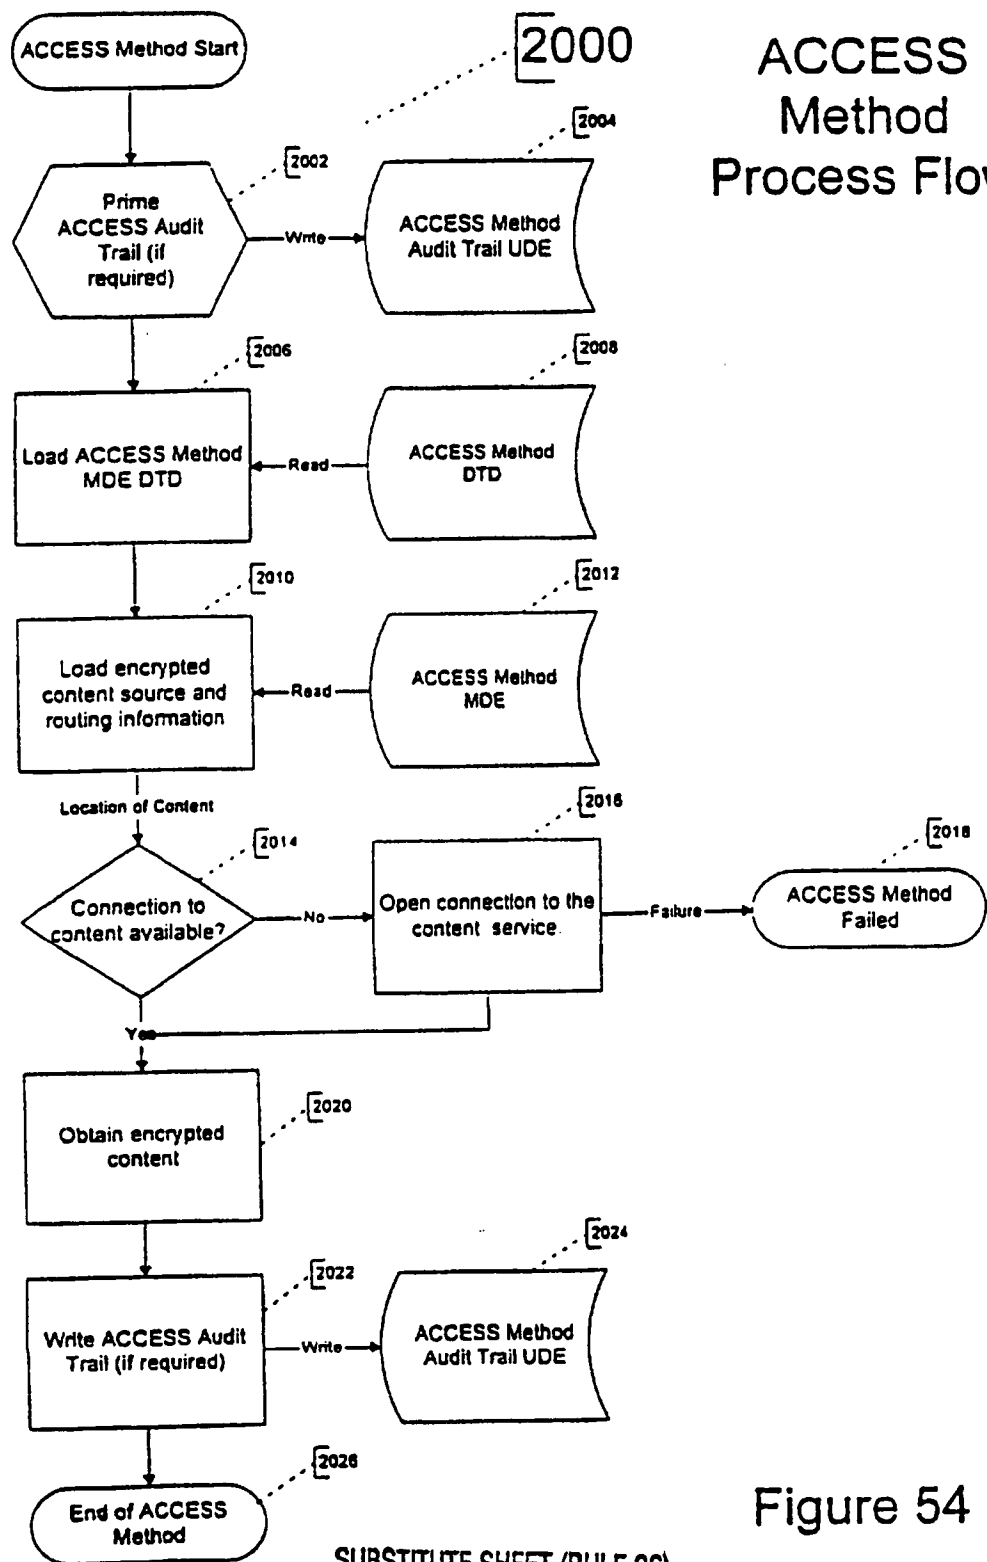 ACCESS Method Start
2000
ACCESS
Method
Process Flow
2002
2004
Prime
ACCESS Audit
Trail (if
required)
Write
ACCESS Method
Audit Trail UDE
2006
2008
Load ACCESS Method
MDE DTD
Read
ACCESS Method
DTD
2010
2012
Load encrypted
content source and
routing information
Read
ACCESS Method
MDE
Location of Content
2014
2016
2018
Connection to
content available?
No
Open connection to the
content service.
Failure
ACCESS Method
Failed
Yes
2020
Obtain encrypted
content
2022
2024
Write ACCESS Audit
Trail (if required)
Write
ACCESS Method
Audit Trail UDE
2026
End of ACCESS
Method
Figure 54
SUBSTITUTE SHEET (RULE 26)